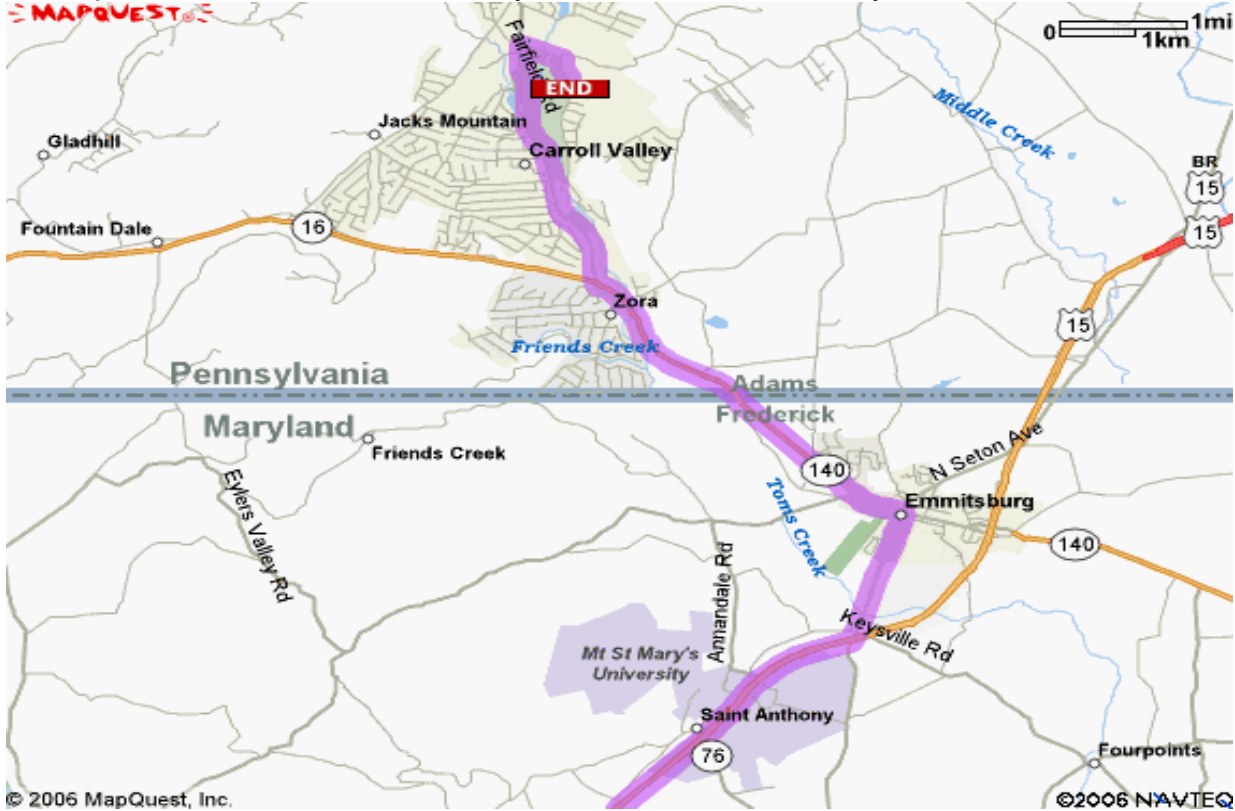 MAPQUEST
0
1mi
1km
Fairfield Rd
END
Middle Creek
Jacks Mountain
Gladhill
Carroll Valley
BR
15
15
Fountain Dale
16
Zora
15
Friends Creek
Pennsylvania
Adams
Maryland
Frederick
Friends Creek
N Seton Ave
140
Eylers Valley Rd
Toms Creek
Emmitsburg
140
Annandale Rd
Keysville Rd
Mt St Mary's
University
Saint Anthony
76
Fourpoints
© 2006 MapQuest, Inc.
©2006 NAVTEQ